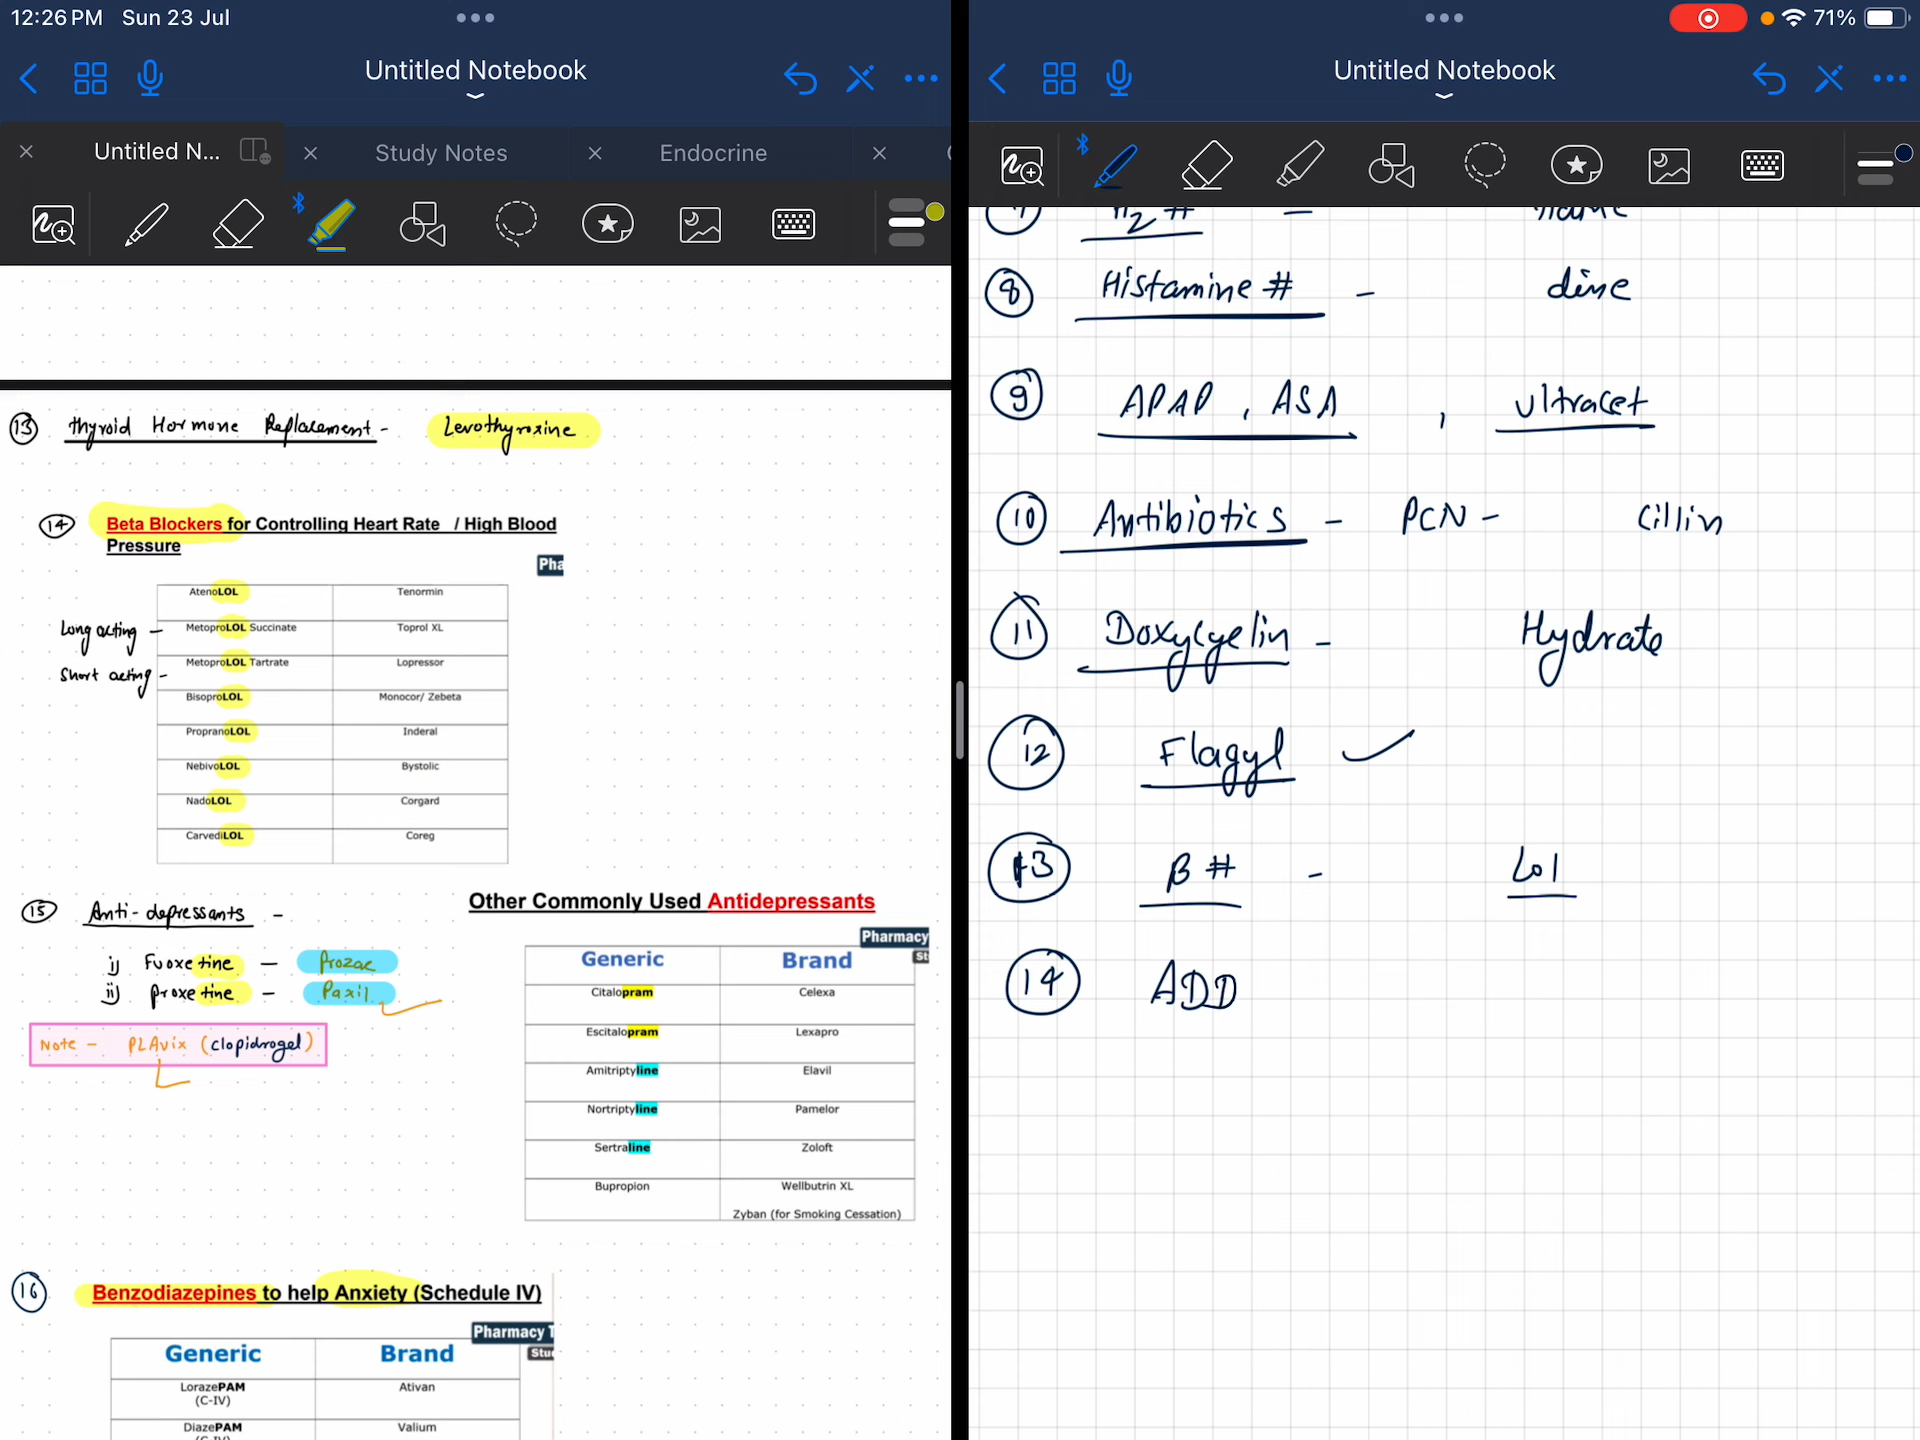 12:26 PM Sun 23 Jul
71%
Untitled Notebook
Untitled N...
Study Notes
Endocrine
13 Thyroid Hormone Replacement - Levothyroxine
14 Beta Blockers for Controlling Heart Rate / High Blood
Pressure
Pha
AtenoLOL Tenormin
Long acting - MetoproLOL Succinate Toprol XL
MetoproLOL Tartrate Lopressor
Short acting -
BisoproLOL Monocor/ Zebeta
PropranoLOL Inderal
NebivoLOL Bystolic
NadoLOL Corgard
CarvediLOL Coreg
15 Anti-depressants -
i) Fuoxetine - Prozac
ii) proxetine - Paxil
Note - PLAvix (clopidrogel)
Other Commonly Used Antidepressants
Pharmacy
St
Generic Brand
Citalopram Celexa
Escitalopram Lexapro
Amitriptyline Elavil
Nortriptyline Pamelor
Sertraline Zoloft
Bupropion Wellbutrin XL
Zyban (for Smoking Cessation)
16 Benzodiazepines to help Anxiety (Schedule IV)
Pharmacy T
Stu
Generic Brand
LorazePAM Ativan
(C-IV)
DiazePAM Valium
Untitled Notebook
8 Histamine # - dine
9 APAP , ASA , ultracet
10 Antibiotics - PCN - cillin
11 Doxylcyelin - Hydrate
12 Flagyl
13 β # - Lol
14 ADD